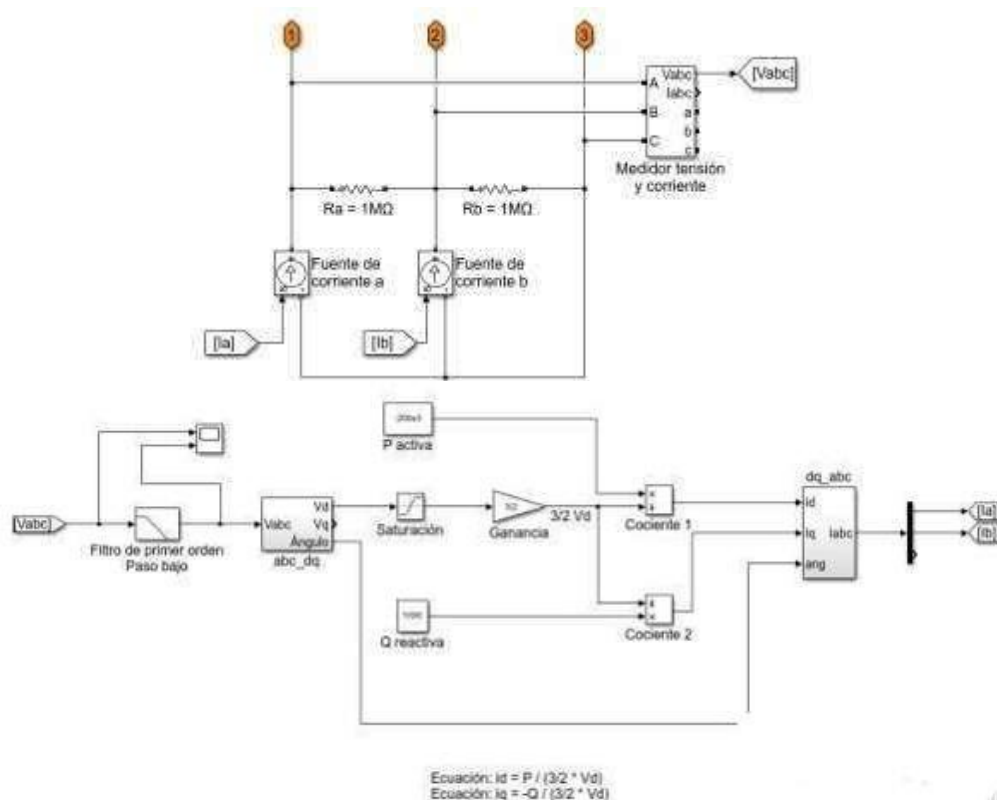 1
2
3
Vabc
[Vabc]
Iabc
A
a
B
b
C
c
Medidor tensión
y corriente
Ra = 1MΩ
Rb = 1MΩ
Fuente de
corriente a
Fuente de
corriente b
[Ia]
[Ib]
P activa
dq_abc
[Vabc]
Vabc
Vd
Vq
Ángulo
abc_dq
Filtro de primer orden
Paso bajo
Saturación
3/2
Ganancia
3/2 Vd
×
÷
Cociente 1
Id
Iq
ang
Iabc
[Ia]
[Ib]
÷
×
Cociente 2
Q reactiva
Ecuación: Id = P / (3/2 * Vd)
Ecuación: Iq = -Q / (3/2 * Vd)